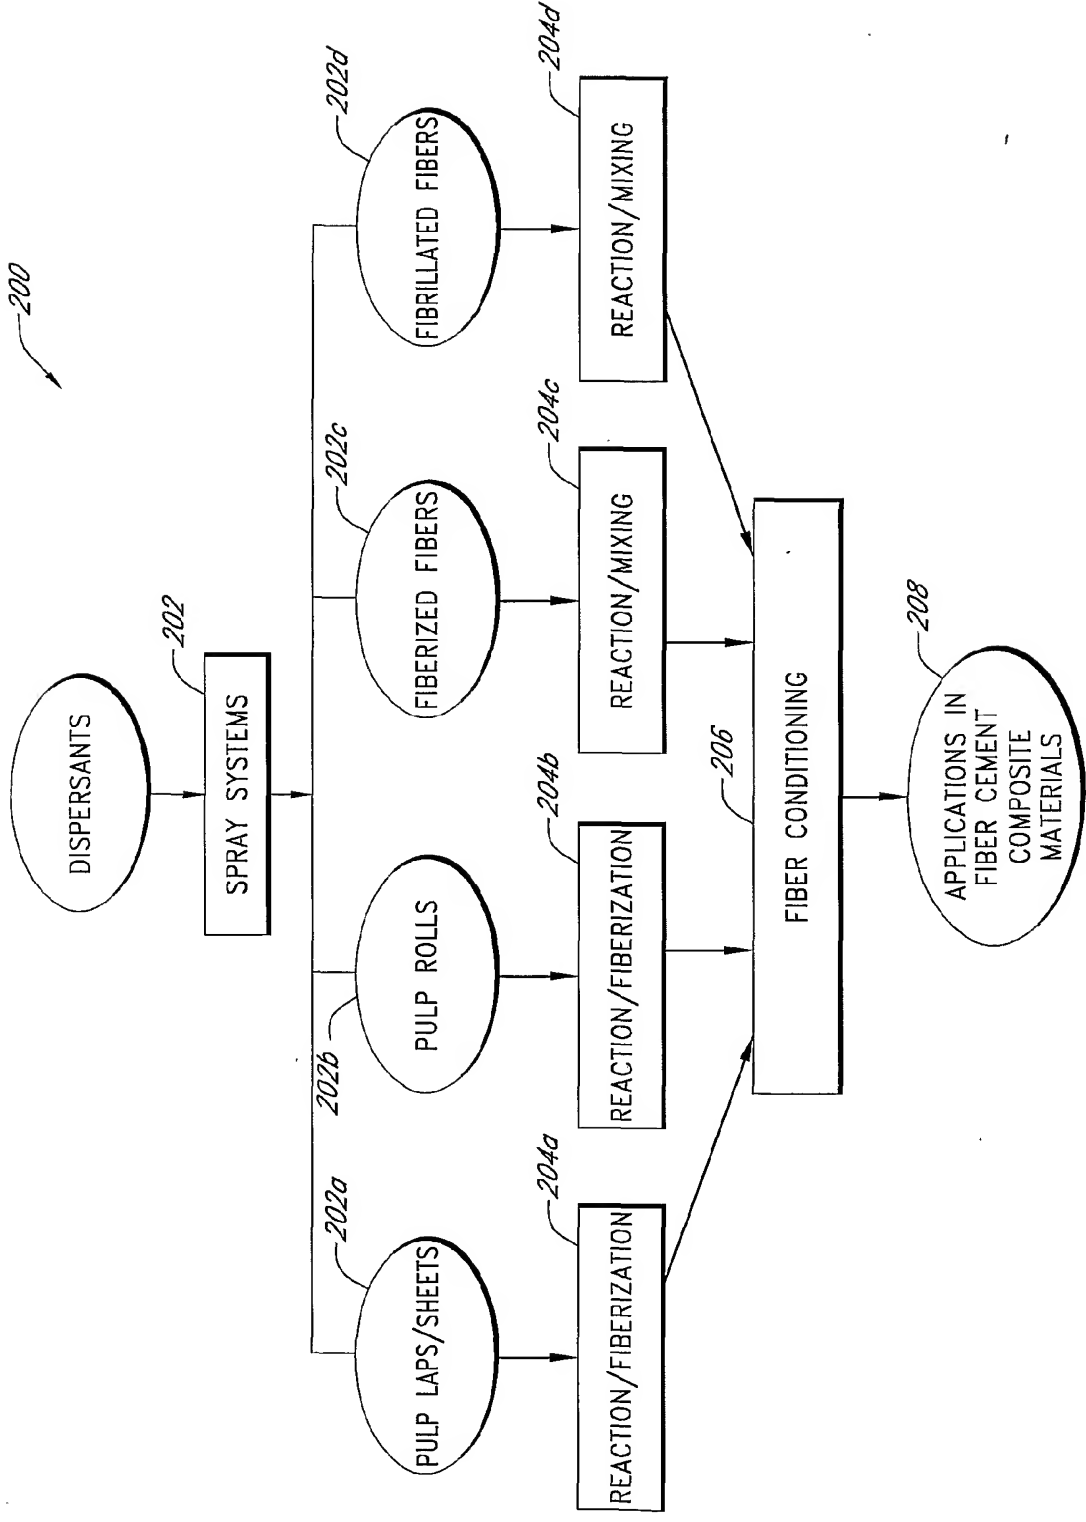 200
DISPERSANTS
202
SPRAY SYSTEMS
202a
202b
202c
202d
PULP LAPS/SHEETS
PULP ROLLS
FIBERIZED FIBERS
FIBRILLATED FIBERS
204a
204b
204c
204d
REACTION/FIBERIZATION
REACTION/FIBERIZATION
REACTION/MIXING
REACTION/MIXING
206
FIBER CONDITIONING
208
APPLICATIONS IN
FIBER CEMENT
COMPOSITE
MATERIALS